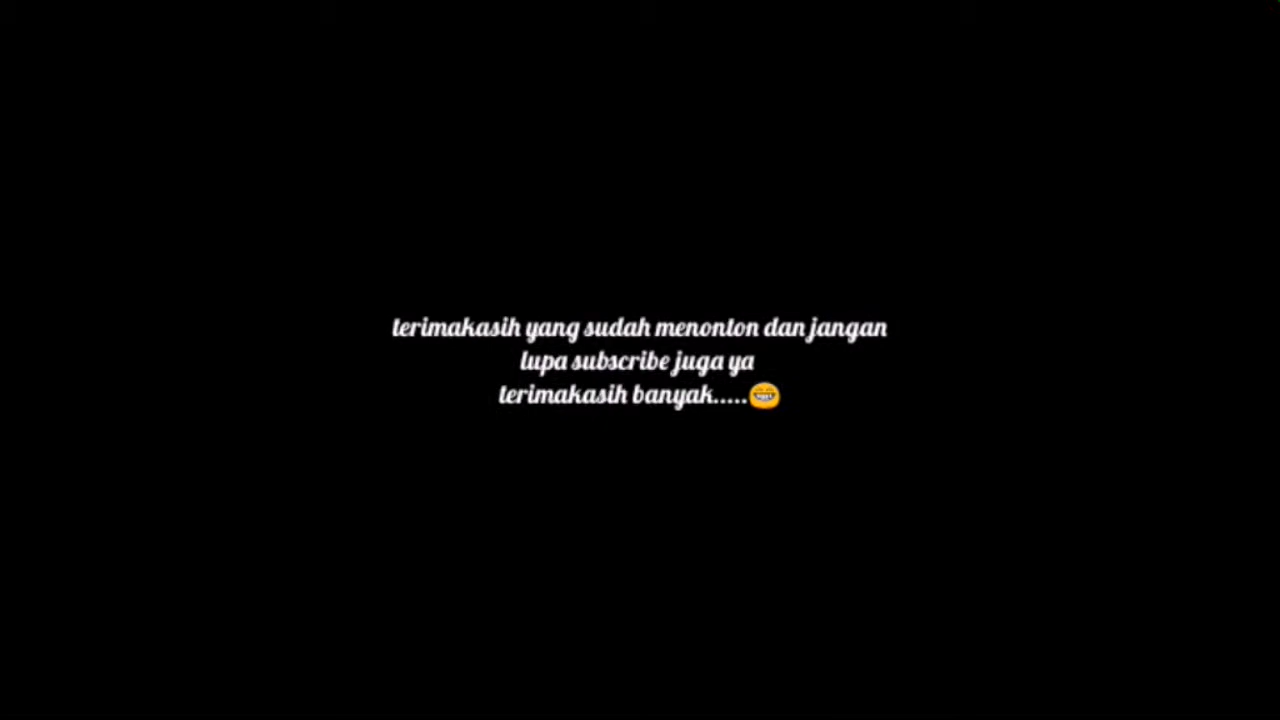 terimakasih yang sudah menonton dan jangan
lupa subscribe juga ya
terimakasih banyak.....😁